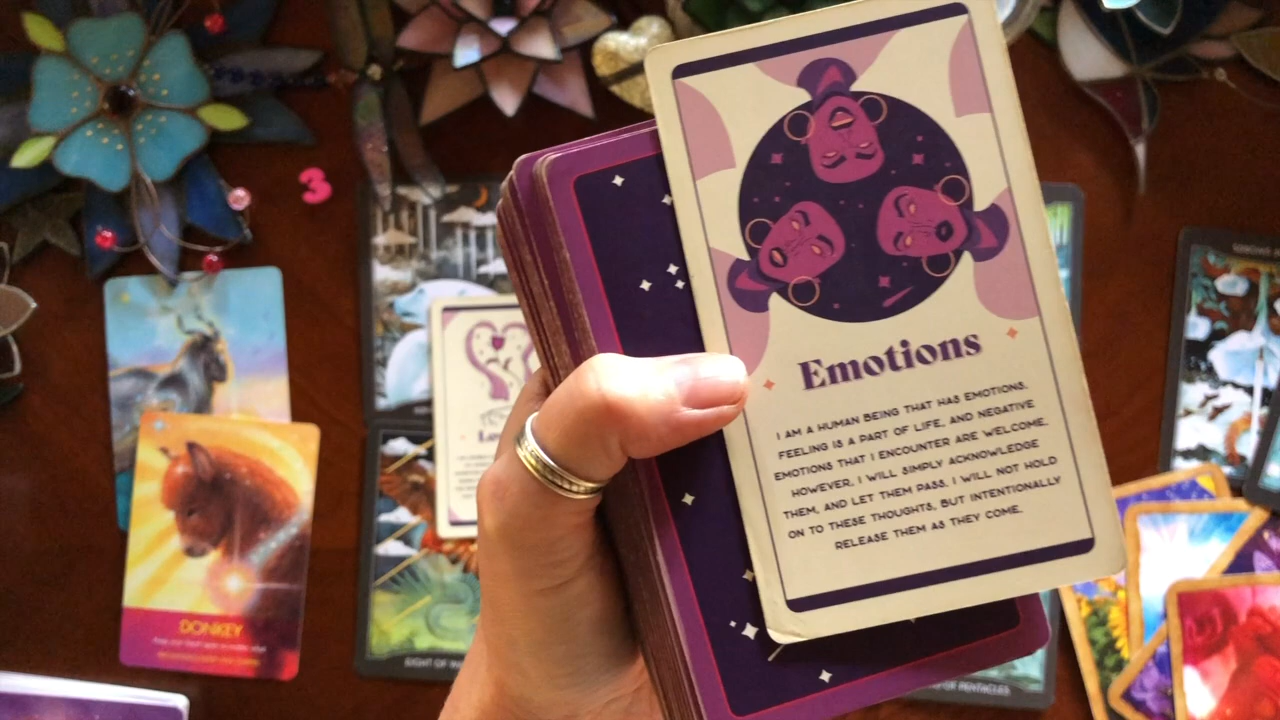 3
Emotions
I AM A HUMAN BEING THAT HAS EMOTIONS.
FEELING IS A PART OF LIFE, AND NEGATIVE
EMOTIONS THAT I ENCOUNTER ARE WELCOME.
HOWEVER, I WILL SIMPLY ACKNOWLEDGE
THEM, AND LET THEM PASS. I WILL NOT HOLD
ON TO THESE THOUGHTS, BUT INTENTIONALLY
RELEASE THEM AS THEY COME.
DONKEY
EIGHT OF
OF PENTACLES